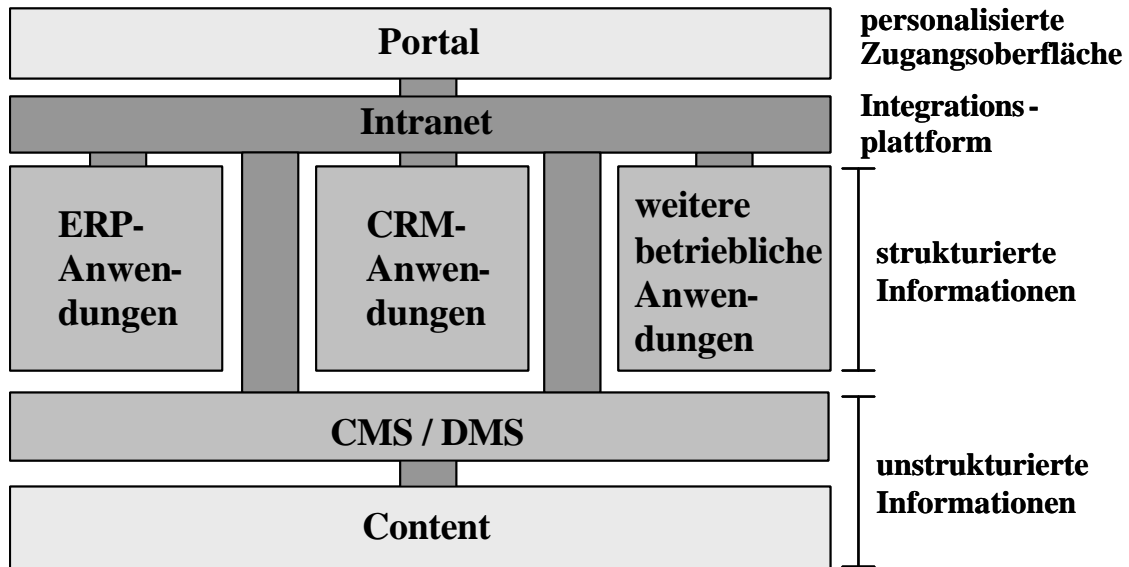 Portal
personalisierte
Zugangsoberfläche
Intranet
Integrations-
plattform
ERP-
Anwen-
dungen
CRM-
Anwen-
dungen
weitere
betriebliche
Anwen-
dungen
strukturierte
Informationen
CMS / DMS
unstrukturierte
Informationen
Content